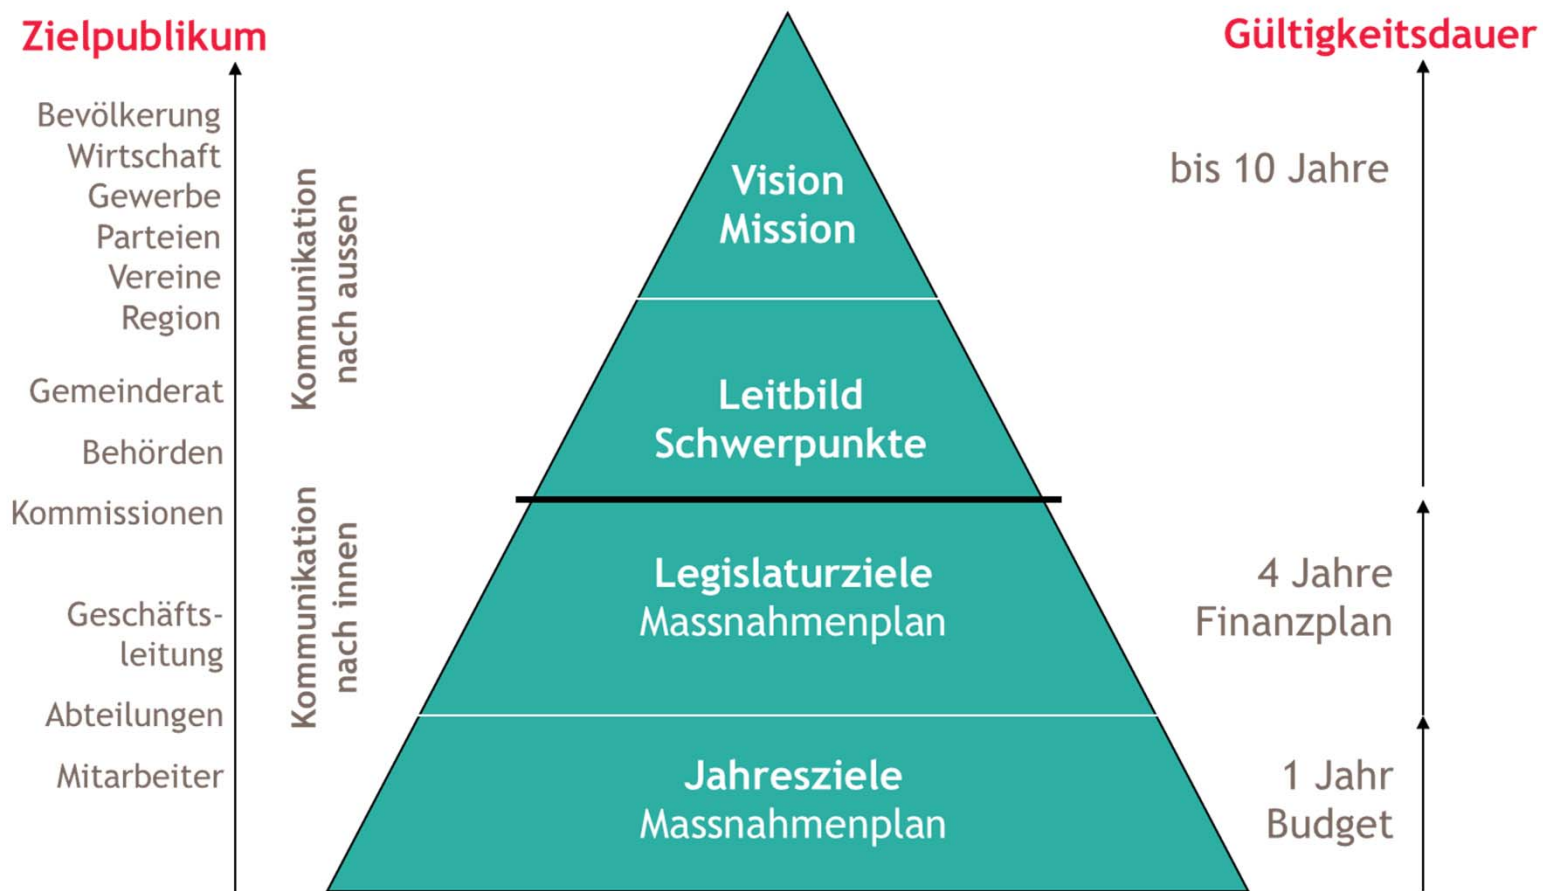 Zielpublikum
Bevölkerung
Wirtschaft
Gewerbe
Parteien
Vereine
Region
Gemeinderat
Behörden
Kommissionen
Geschäfts-
leitung
Abteilungen
Mitarbeiter
Kommunikation
nach aussen
Kommunikation
nach innen
Vision
Mission
Leitbild
Schwerpunkte
Legislaturziele
Massnahmenplan
Jahresziele
Massnahmenplan
Gültigkeitsdauer
bis 10 Jahre
4 Jahre
Finanzplan
1 Jahr
Budget